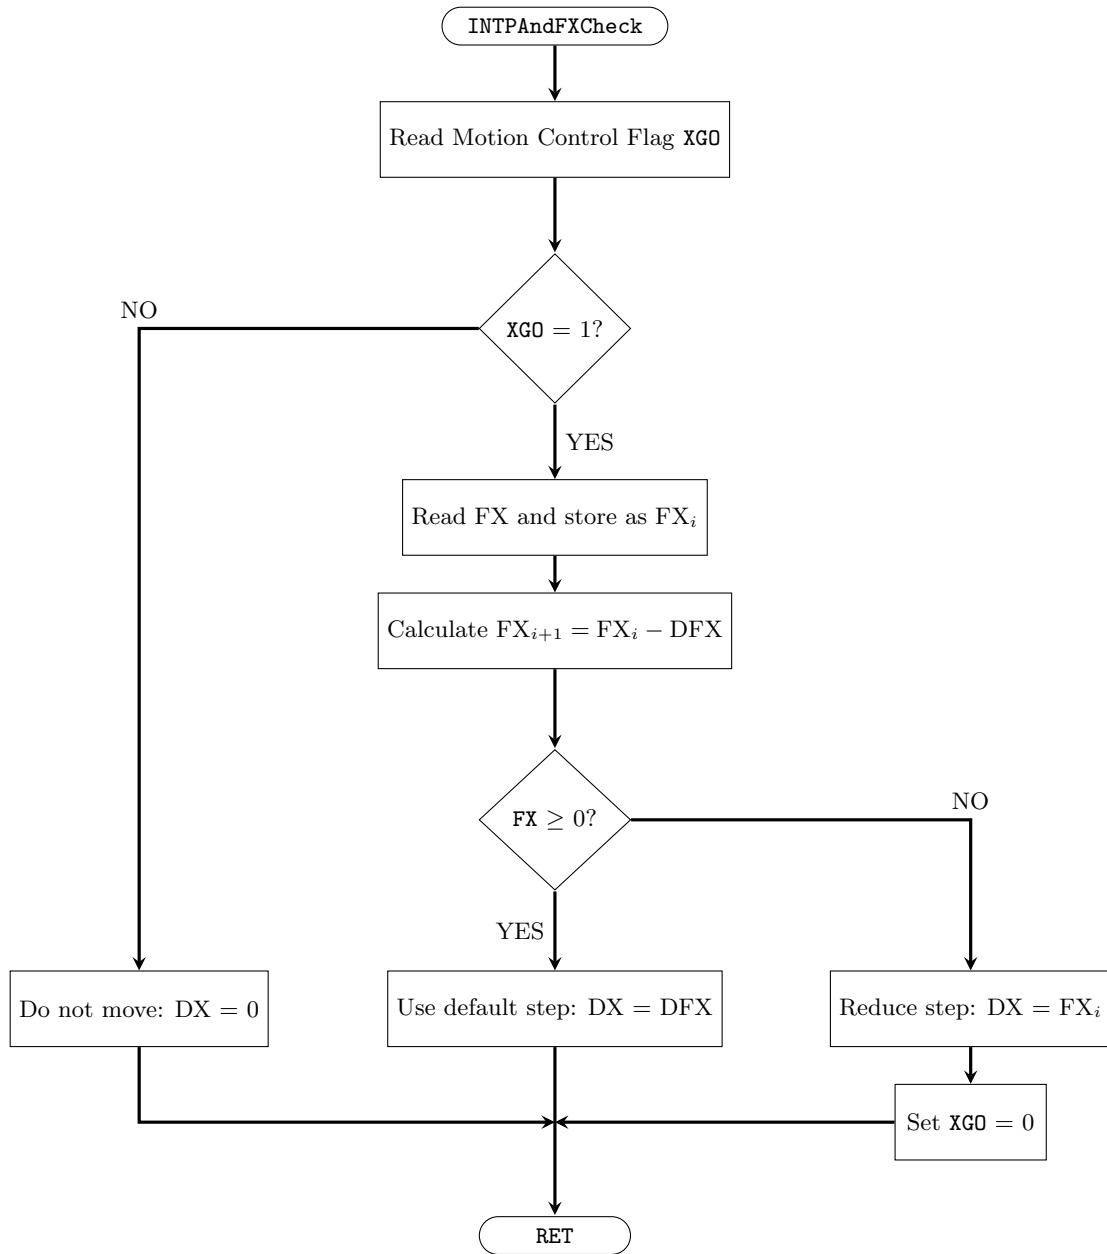 INTPAndFXCheck
Read Motion Control Flag XGO
NO
XGO = 1?
YES
Read FX and store as FXᵢ
Calculate FXᵢ₊₁ = FXᵢ − DFX
FX ≥ 0?
NO
YES
Do not move: DX = 0
Use default step: DX = DFX
Reduce step: DX = FXᵢ
Set XGO = 0
RET